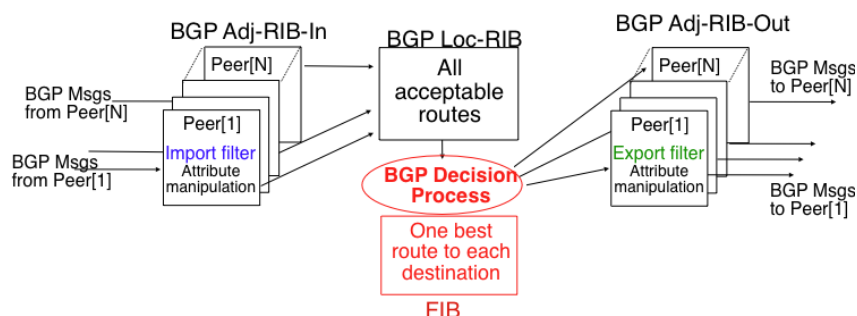 BGP Adj-RIB-In
BGP Loc-RIB
BGP Adj-RIB-Out
Peer[N]
All
acceptable
routes
Peer[N]
BGP Msgs
from Peer[N]
BGP Msgs
to Peer[N]
Peer[1]
Import filter
Attribute
manipulation
Peer[1]
Export filter
Attribute
manipulation
BGP Msgs
from Peer[1]
BGP Decision
Process
BGP Msgs
to Peer[1]
One best
route to each
destination
FIB